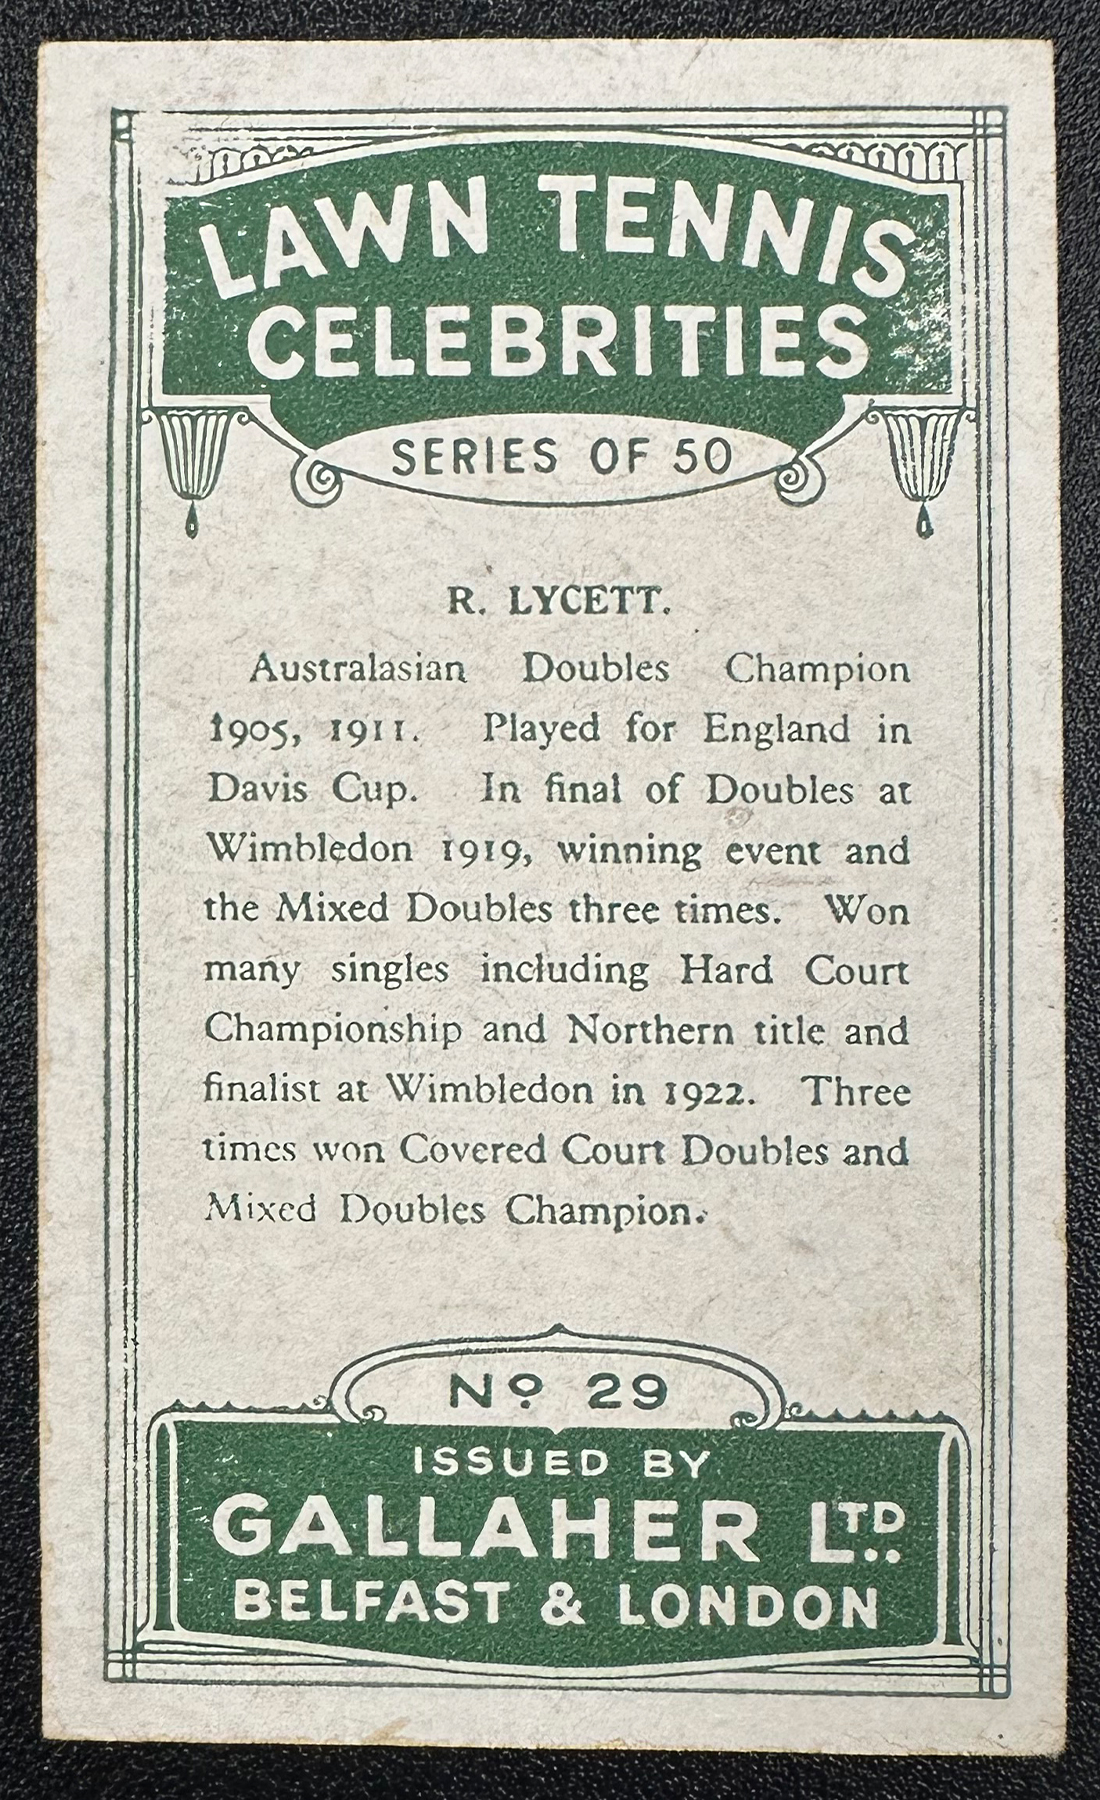 LAWN TENNIS
CELEBRITIES
SERIES OF 50
R. LYCETT.
Australasian Doubles Champion
1905, 1911. Played for England in
Davis Cup. In final of Doubles at
Wimbledon 1919, winning event and
the Mixed Doubles three times. Won
many singles including Hard Court
Championship and Northern title and
finalist at Wimbledon in 1922. Three
times won Covered Court Doubles and
Mixed Doubles Champion.
No 29
ISSUED BY
GALLAHER LTD
BELFAST & LONDON